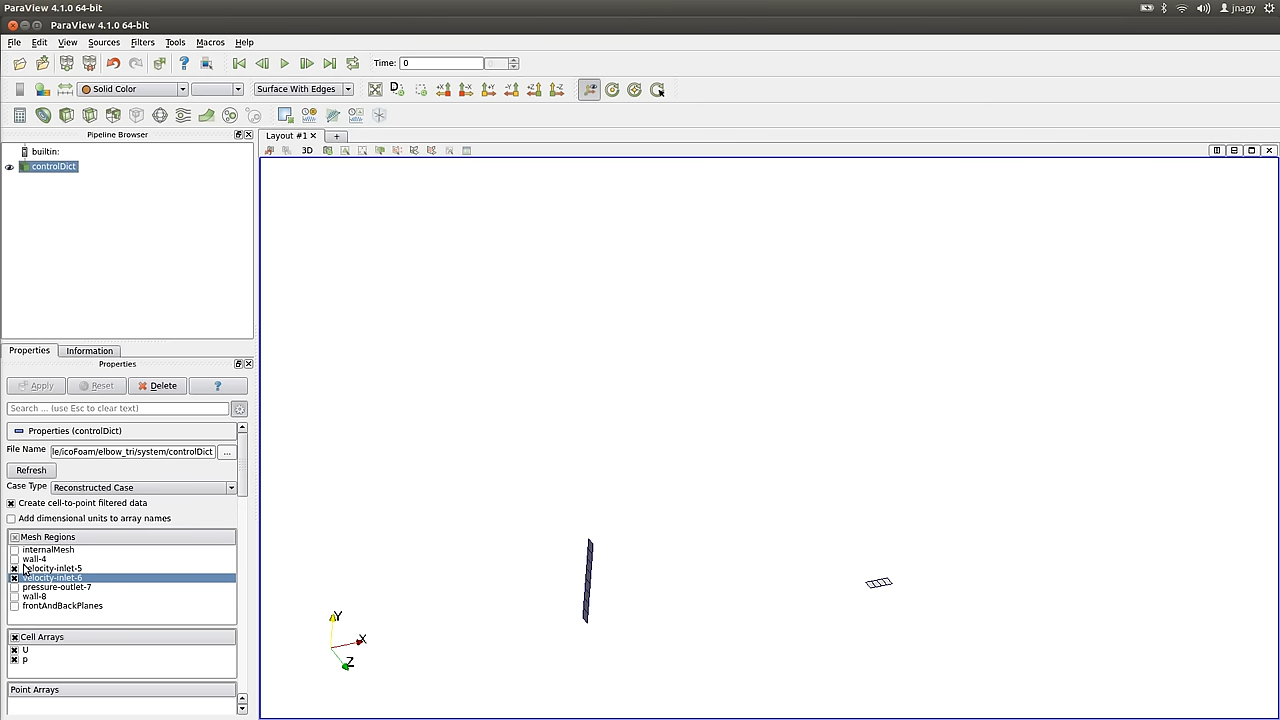 ParaView 4.1.0 64-bit
jnagy
ParaView 4.1.0 64-bit
File Edit View Sources Filters Tools Macros Help
Time: 0 0
Solid Color Surface With Edges
+X -X +Y -Y +Z -Z
Pipeline Browser
Layout #1
builtin:
3D
controlDict
Properties Information
Properties
Apply Reset Delete ?
Search ... (use Esc to clear text)
Properties (controlDict)
File Name le/icoFoam/elbow_tri/system/controlDict ...
Refresh
Case Type Reconstructed Case
Create cell-to-point filtered data
Add dimensional units to array names
Mesh Regions
internalMesh
wall-4
velocity-inlet-5
velocity-inlet-6
pressure-outlet-7
wall-8
frontAndBackPlanes
Cell Arrays
U
p
Point Arrays
Y
X
Z